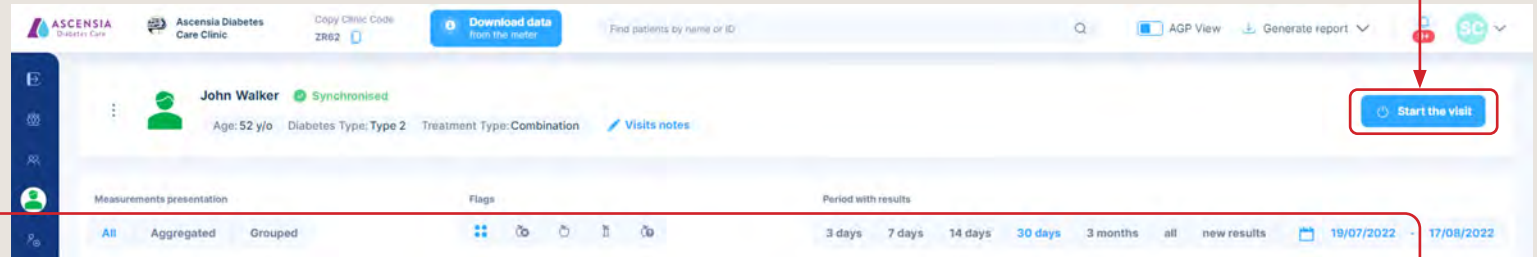 ASCENSIA
Diabetes Care
Ascensia Diabetes
Care Clinic
Copy Clinic Code
ZR62
Download data
from the meter
Find patients by name or ID
AGP View
Generate report
9+
SC
John Walker
Synchronised
Age: 52 y/o Diabetes Type: Type 2 Treatment Type: Combination
Visits notes
Start the visit
Measurements presentation
Flags
Period with results
All Aggregated Grouped
3 days 7 days 14 days 30 days 3 months all new results 19/07/2022 - 17/08/2022